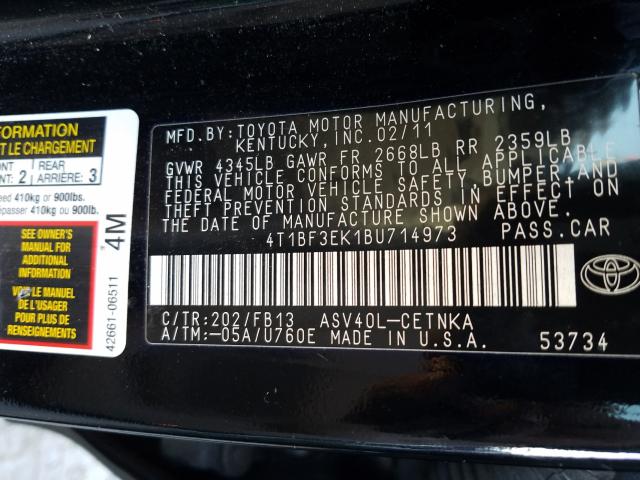 FORMATION
T LE CHARGEMENT
REAR
2 ARRIÈRE: 3
ed 410kg or 900lbs.
passer 410kg ou 900lb.
SEE OWNER'S
MANUAL FOR
ADDITIONAL
INFORMATION
VOIR LE MANUEL
DE L'USAGER
POUR PLUS DE
RENSEIGNEMENTS
4M
42661-06511
MFD.BY:TOYOTA MOTOR MANUFACTURING,
KENTUCKY, INC.02/11
GVWR 4345LB GAWR FR 2668LB RR 2359LB
THIS VEHICLE CONFORMS TO ALL APPLICABLE
FEDERAL MOTOR VEHICLE SAFETY,BUMPER AND
THEFT PREVENTION STANDARDS IN EFFECT ON
THE DATE OF MANUFACTURE SHOWN ABOVE.
4T1BF3EK1BU714973 PASS.CAR
C/TR:202/FB13 ASV40L-CETNKA
A/TM:-05A/U760E MADE IN U.S.A. 53734